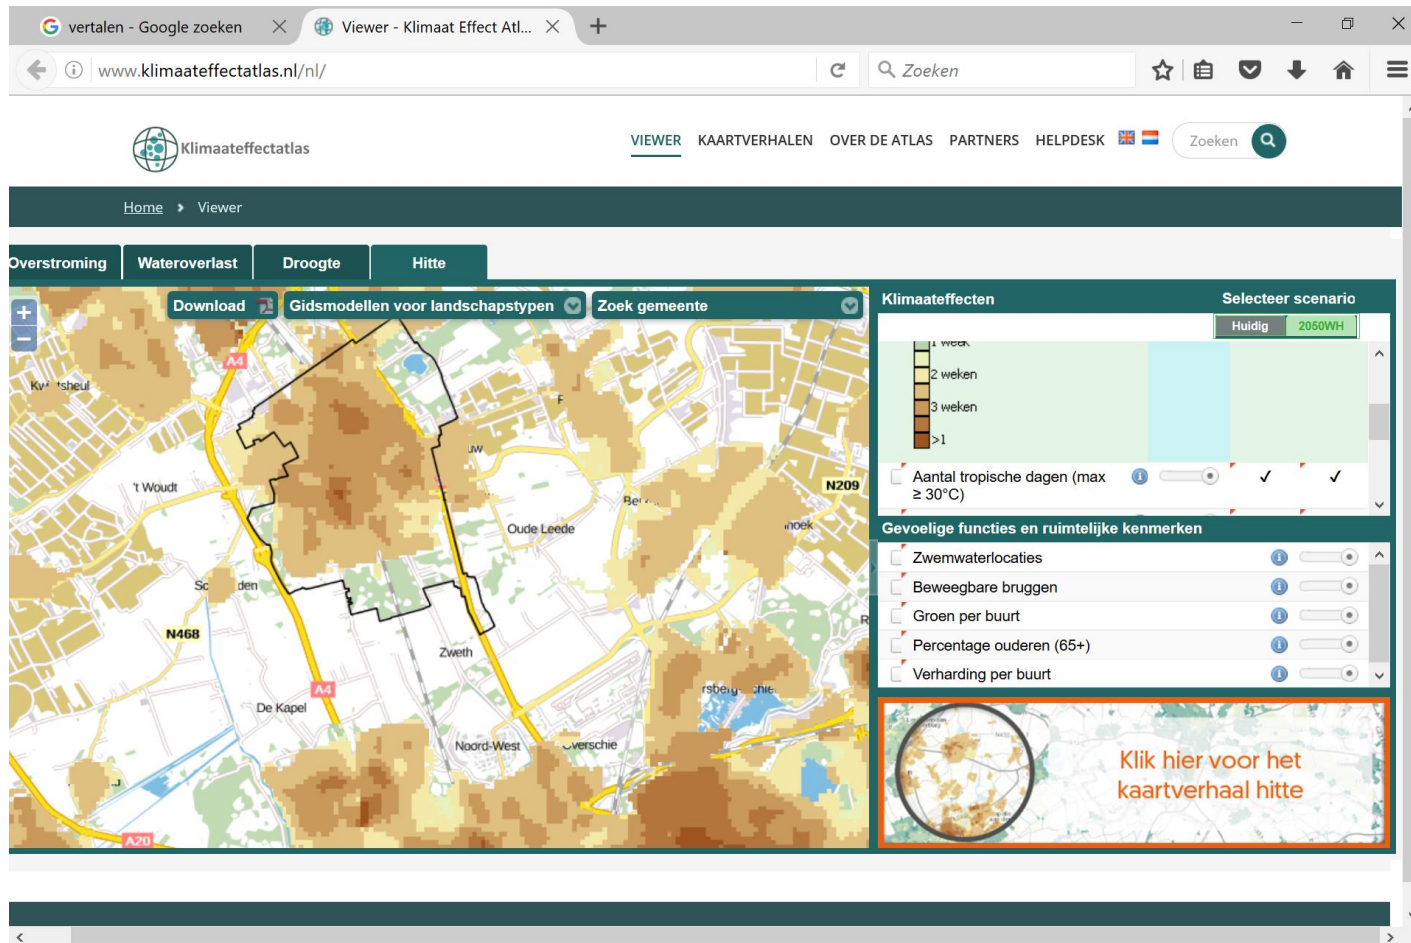 vertalen - Google zoeken
Viewer - Klimaat Effect Atl...
www.klimaateffectatlas.nl/nl/
Zoeken
Klimaateffectatlas
VIEWER KAARTVERHALEN OVER DE ATLAS PARTNERS HELPDESK
Zoeken
Home > Viewer
Overstroming Wateroverlast Droogte Hitte
+
−
Download
Gidsmodellen voor landschapstypen
Zoek gemeente
A4
't Woudt
N209
Oude Leede
N468
Zweth
A4
De Kapel
Noord-West
A20
Klimaateffecten
Selecteer scenario
Huidig 2050WH
1 week
2 weken
3 weken
>1
Aantal tropische dagen (max
≥ 30°C)
✓ ✓
Gevoelige functies en ruimtelijke kenmerken
Zwemwaterlocaties
Beweegbare bruggen
Groen per buurt
Percentage ouderen (65+)
Verharding per buurt
Klik hier voor het
kaartverhaal hitte